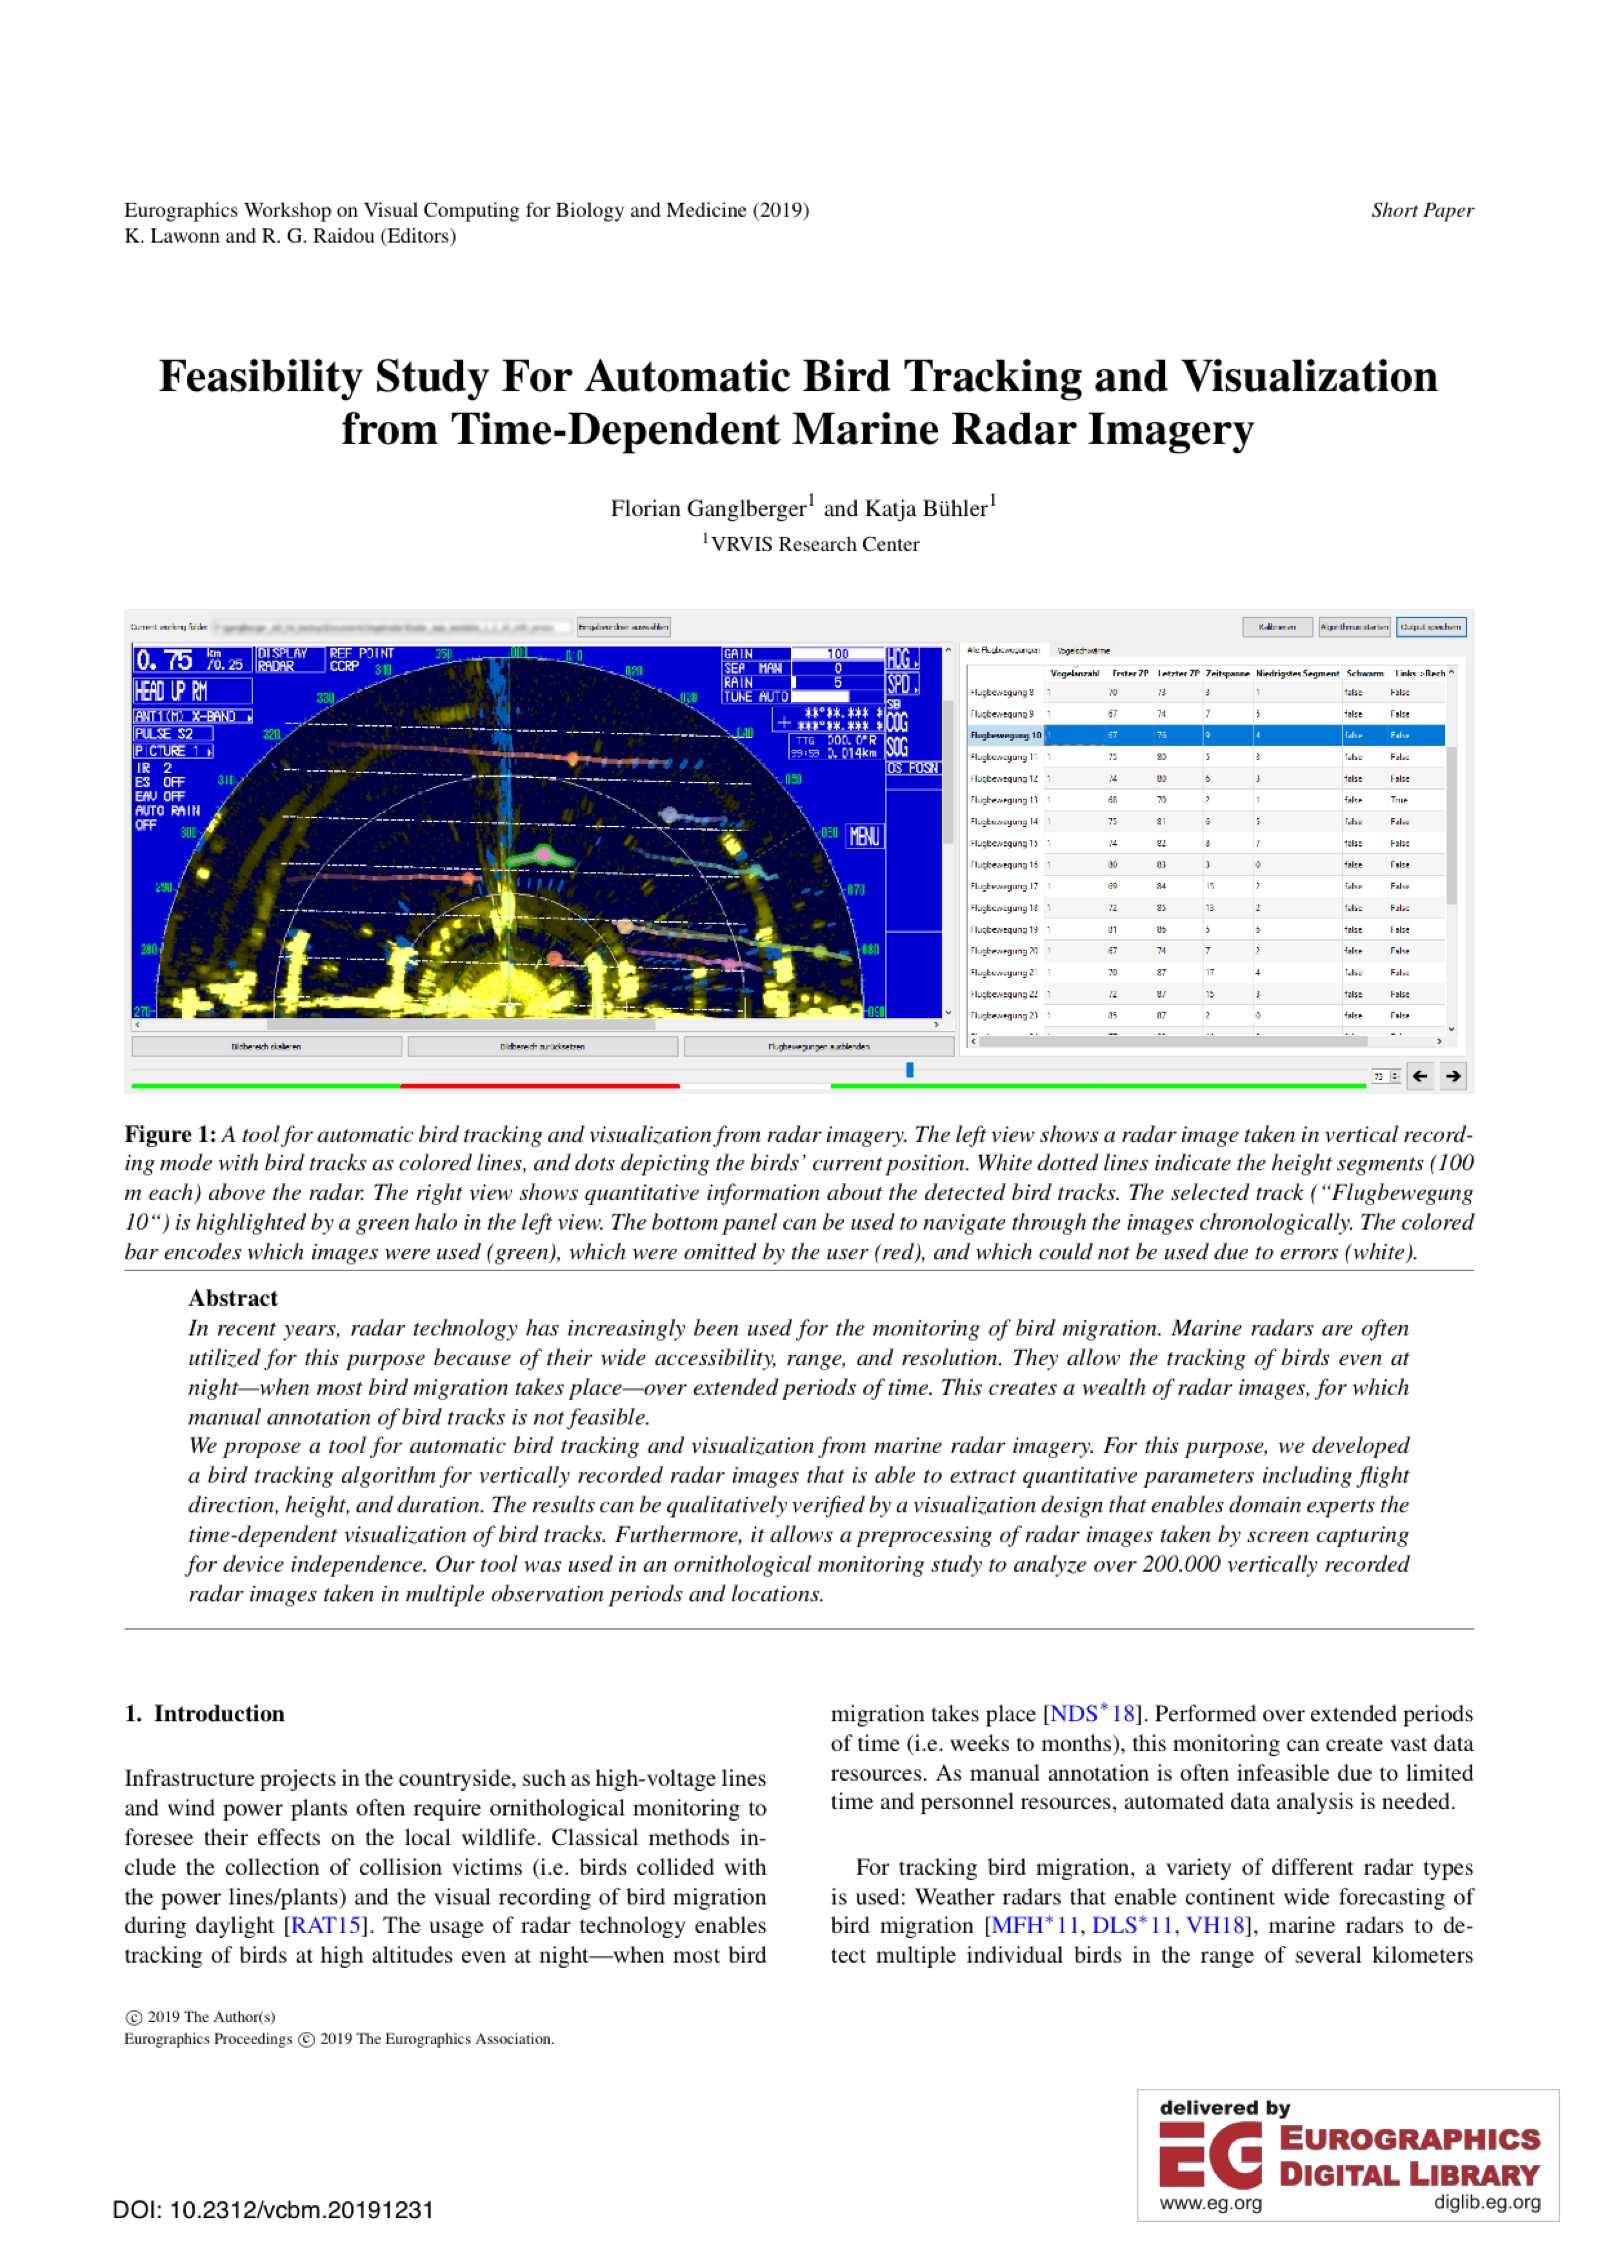 Eurographics Workshop on Visual Computing for Biology and Medicine (2019)
K. Lawonn and R. G. Raidou (Editors)
Short Paper
Feasibility Study For Automatic Bird Tracking and Visualization
from Time-Dependent Marine Radar Imagery
Florian Ganglberger1 and Katja Bühler1
1VRVIS Research Center
Current working folder
Eingabeordner auswählen
Kalibrieren
Algorithmus starten
Output speichern
0.75 km /0.25
DISPLAY
RADAR
REF POINT
CCRP
HEAD UP RM
ANT1(M) X-BAND
PULSE S2
PICTURE 1
IR 2
ES OFF
EAV OFF
AUTO RAIN
OFF
GAIN 100
SEA MAN 0
RAIN 5
TUNE AUTO
HDG
SPD
SB
COG
SOG
OS POSN
MENU
270
280
290
300
310
320
330
340
350
020
070
Bildbereich skalieren
Bildbereich zurücksetzen
Flugbewegungen ausblenden
Alle Flugbewegungen
Vogelschwärme
Vogelanzahl Erster ZP Letzter ZP Zeitspanne Niedrigstes Segment Schwarm Links->Rech
Flugbewegung 8 1 70 73 3 1 false False
Flugbewegung 9 1 67 74 7 5 false False
Flugbewegung 10 1 67 76 9 4 false False
Flugbewegung 11 1 75 80 5 3 false False
Flugbewegung 12 1 74 80 6 3 false False
Flugbewegung 13 1 68 70 2 1 false True
Flugbewegung 14 1 75 81 6 5 false False
Flugbewegung 15 1 74 82 8 7 false False
Flugbewegung 16 1 80 83 3 0 false False
Flugbewegung 17 1 69 84 15 2 false False
Flugbewegung 18 1 72 85 13 2 false False
Flugbewegung 19 1 81 86 5 6 false False
Flugbewegung 20 1 67 74 7 2 false False
Flugbewegung 21 1 70 87 17 4 false False
Flugbewegung 22 1 72 87 15 3 false False
Flugbewegung 23 1 85 87 2 0 false False
73
Figure 1: A tool for automatic bird tracking and visualization from radar imagery. The left view shows a radar image taken in vertical record-
ing mode with bird tracks as colored lines, and dots depicting the birds' current position. White dotted lines indicate the height segments (100
m each) above the radar. The right view shows quantitative information about the detected bird tracks. The selected track ("Flugbewegung
10") is highlighted by a green halo in the left view. The bottom panel can be used to navigate through the images chronologically. The colored
bar encodes which images were used (green), which were omitted by the user (red), and which could not be used due to errors (white).
Abstract
In recent years, radar technology has increasingly been used for the monitoring of bird migration. Marine radars are often
utilized for this purpose because of their wide accessibility, range, and resolution. They allow the tracking of birds even at
night—when most bird migration takes place—over extended periods of time. This creates a wealth of radar images, for which
manual annotation of bird tracks is not feasible.
We propose a tool for automatic bird tracking and visualization from marine radar imagery. For this purpose, we developed
a bird tracking algorithm for vertically recorded radar images that is able to extract quantitative parameters including flight
direction, height, and duration. The results can be qualitatively verified by a visualization design that enables domain experts the
time-dependent visualization of bird tracks. Furthermore, it allows a preprocessing of radar images taken by screen capturing
for device independence. Our tool was used in an ornithological monitoring study to analyze over 200.000 vertically recorded
radar images taken in multiple observation periods and locations.
1. Introduction
Infrastructure projects in the countryside, such as high-voltage lines
and wind power plants often require ornithological monitoring to
foresee their effects on the local wildlife. Classical methods in-
clude the collection of collision victims (i.e. birds collided with
the power lines/plants) and the visual recording of bird migration
during daylight [RAT15]. The usage of radar technology enables
tracking of birds at high altitudes even at night—when most bird
migration takes place [NDS*18]. Performed over extended periods
of time (i.e. weeks to months), this monitoring can create vast data
resources. As manual annotation is often infeasible due to limited
time and personnel resources, automated data analysis is needed.
For tracking bird migration, a variety of different radar types
is used: Weather radars that enable continent wide forecasting of
bird migration [MFH*11, DLS*11, VH18], marine radars to de-
tect multiple individual birds in the range of several kilometers
© 2019 The Author(s)
Eurographics Proceedings © 2019 The Eurographics Association.
delivered by
EG EUROGRAPHICS
DIGITAL LIBRARY
www.eg.org diglib.eg.org
DOI: 10.2312/vcbm.20191231